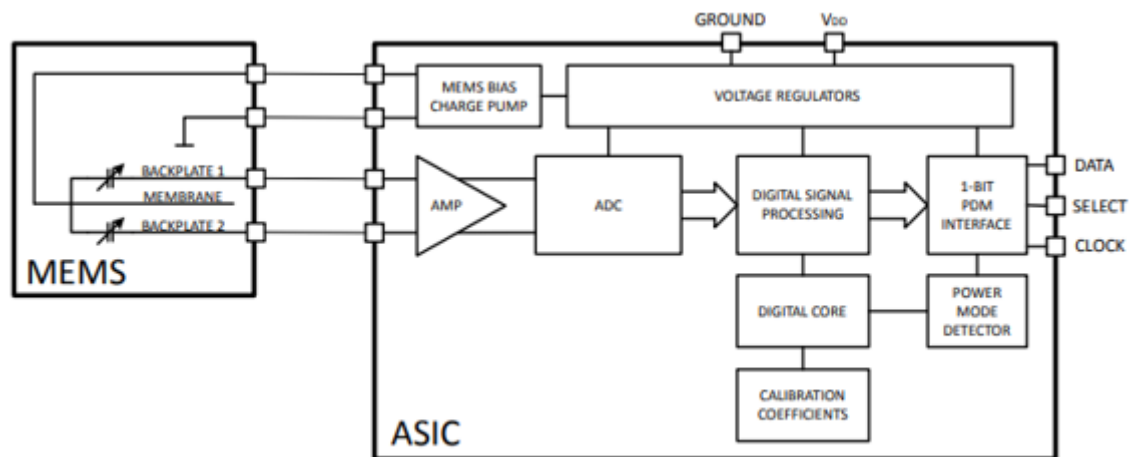 GROUND
VDD
MEMS BIAS
CHARGE PUMP
VOLTAGE REGULATORS
BACKPLATE 1
MEMBRANE
BACKPLATE 2
AMP
ADC
DIGITAL SIGNAL
PROCESSING
1-BIT
PDM
INTERFACE
DATA
SELECT
CLOCK
MEMS
DIGITAL CORE
POWER
MODE
DETECTOR
CALIBRATION
COEFFICIENTS
ASIC